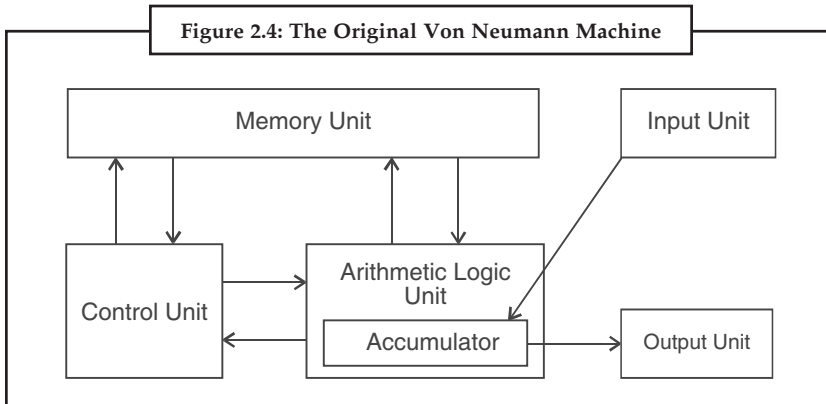 Figure 2.4: The Original Von Neumann Machine
Memory Unit
Input Unit
Control Unit
Arithmetic Logic
Unit
Accumulator
Output Unit